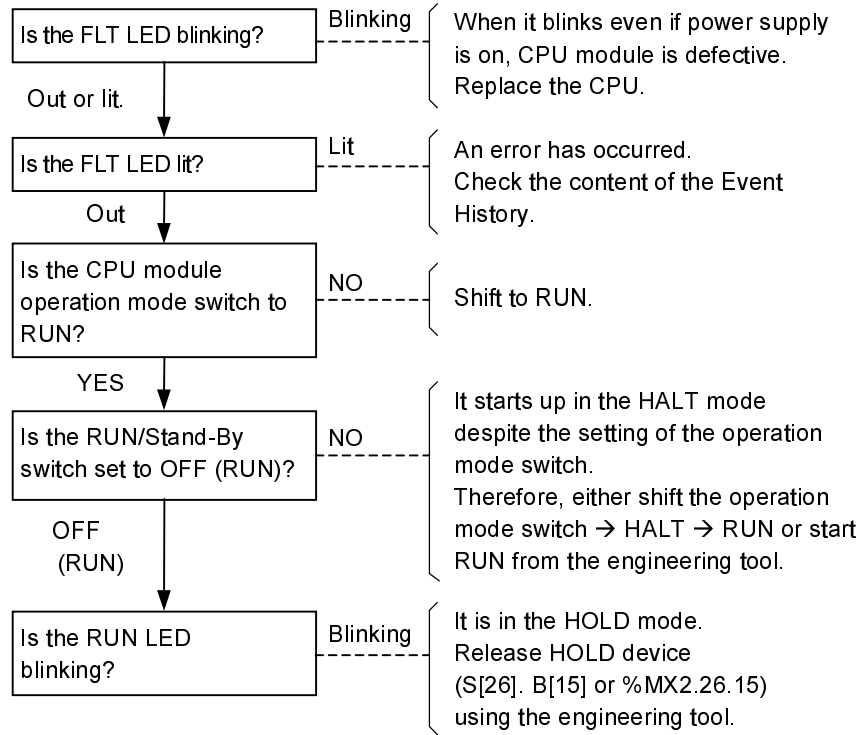 Is the FLT LED blinking?
Blinking
When it blinks even if power supply
is on, CPU module is defective.
Replace the CPU.
Out or lit.
Is the FLT LED lit?
Lit
An error has occurred.
Check the content of the Event
History.
Out
Is the CPU module
operation mode switch to
RUN?
NO
Shift to RUN.
YES
Is the RUN/Stand-By
switch set to OFF (RUN)?
NO
It starts up in the HALT mode
despite the setting of the operation
mode switch.
Therefore, either shift the operation
mode switch → HALT → RUN or start
RUN from the engineering tool.
OFF
(RUN)
Is the RUN LED
blinking?
Blinking
It is in the HOLD mode.
Release HOLD device
(S[26]. B[15] or %MX2.26.15)
using the engineering tool.